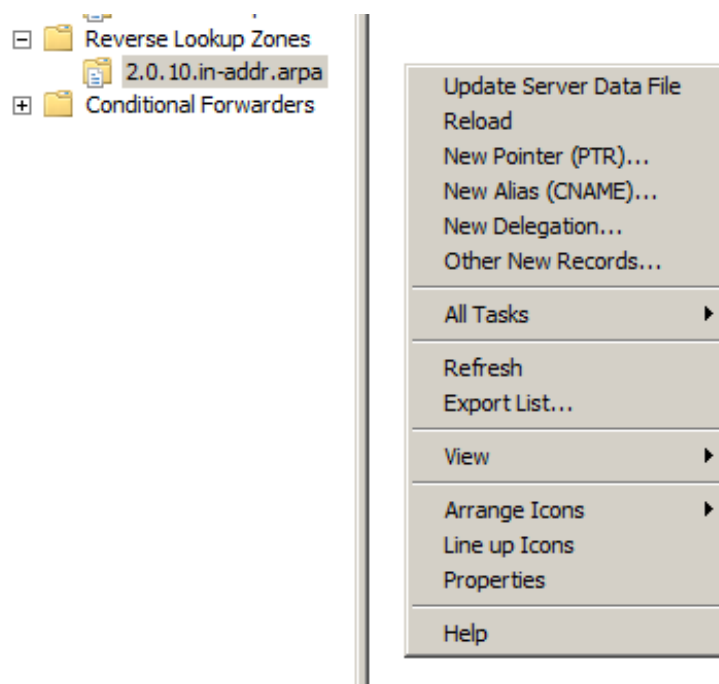 Reverse Lookup Zones
2.0.10.in-addr.arpa
Conditional Forwarders
Update Server Data File
Reload
New Pointer (PTR)...
New Alias (CNAME)...
New Delegation...
Other New Records...
All Tasks
Refresh
Export List...
View
Arrange Icons
Line up Icons
Properties
Help